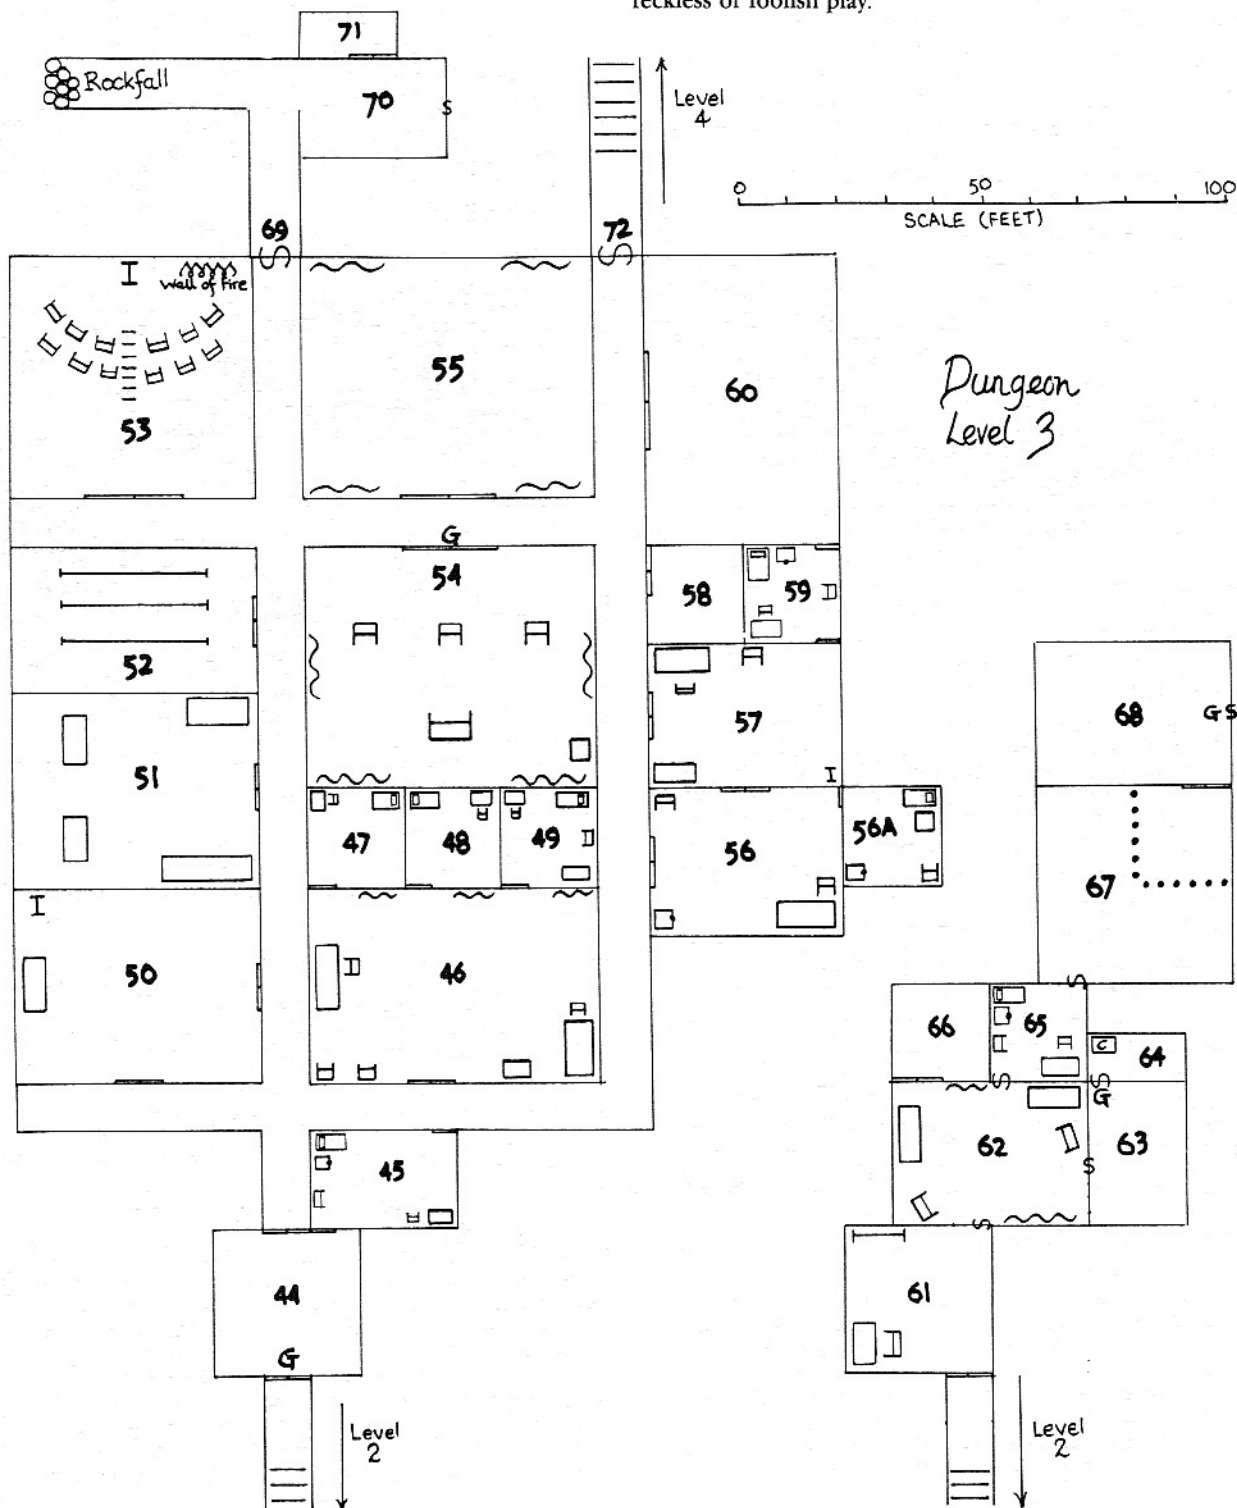 reckless or foolish play.
71
Rockfall
70
S
Level
4
0 50 100
SCALE (FEET)
69
S
72
S
I
Wall of Fire
53
55
60
Dungeon
Level 3
G
54
52
58
59
51
57
I
68
G S
47
48
49
56
56A
67
I
50
46
S
66
65
C
64
S
S
G
62
S
63
45
S
44
G
61
Level
2
Level
2